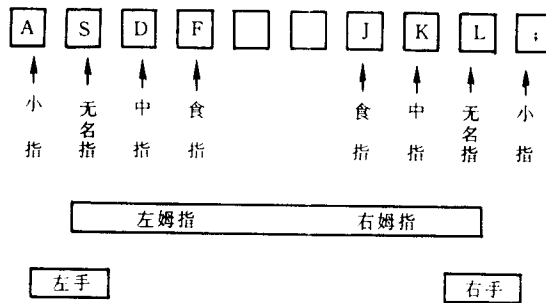 A S D F J K L ;
小指 无名指 中指 食指 食指 中指 无名指 小指
左姆指 右姆指
左手 右手